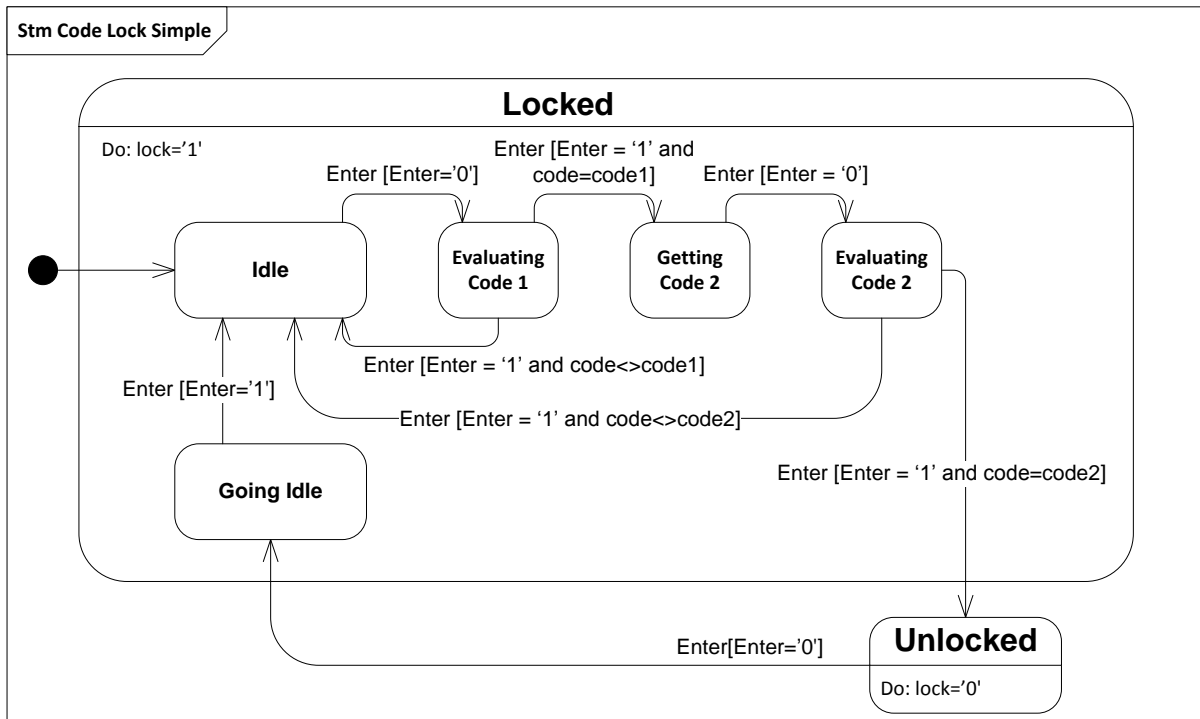 Stm Code Lock Simple
Locked
Do: lock=’1'
Enter [Enter='0']
Enter [Enter = ‘1’ and
code=code1]
Enter [Enter = ‘0’]
Idle
Evaluating
Code 1
Getting
Code 2
Evaluating
Code 2
Enter [Enter = ‘1’ and code<>code1]
Enter [Enter='1']
Enter [Enter = ‘1’ and code<>code2]
Enter [Enter = ‘1’ and code=code2]
Going Idle
Enter[Enter='0']
Unlocked
Do: lock=’0'